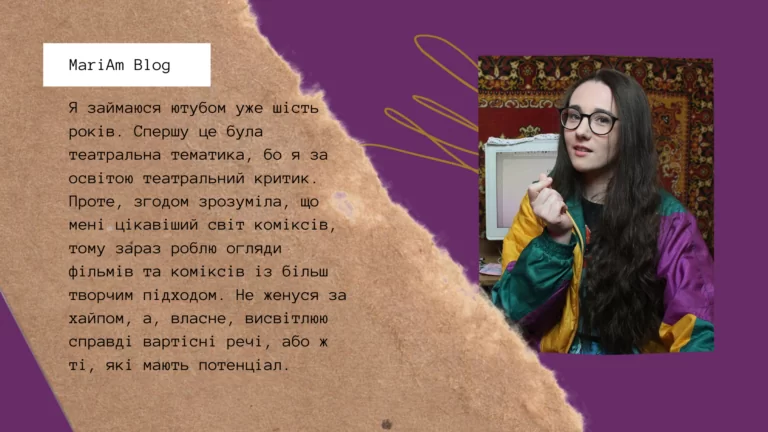 MariAm Blog
Я займаюся ютубом уже шість
років. Спершу це була
театральна тематика, бо я за
освітою театральний критик.
Проте, згодом зрозуміла, що
мені цікавіший світ коміксів,
тому зараз роблю огляди
фільмів та коміксів із більш
творчим підходом. Не женуся за
хайпом, а, власне, висвітлюю
справді вартісні речі, або ж
ті, які мають потенціал.